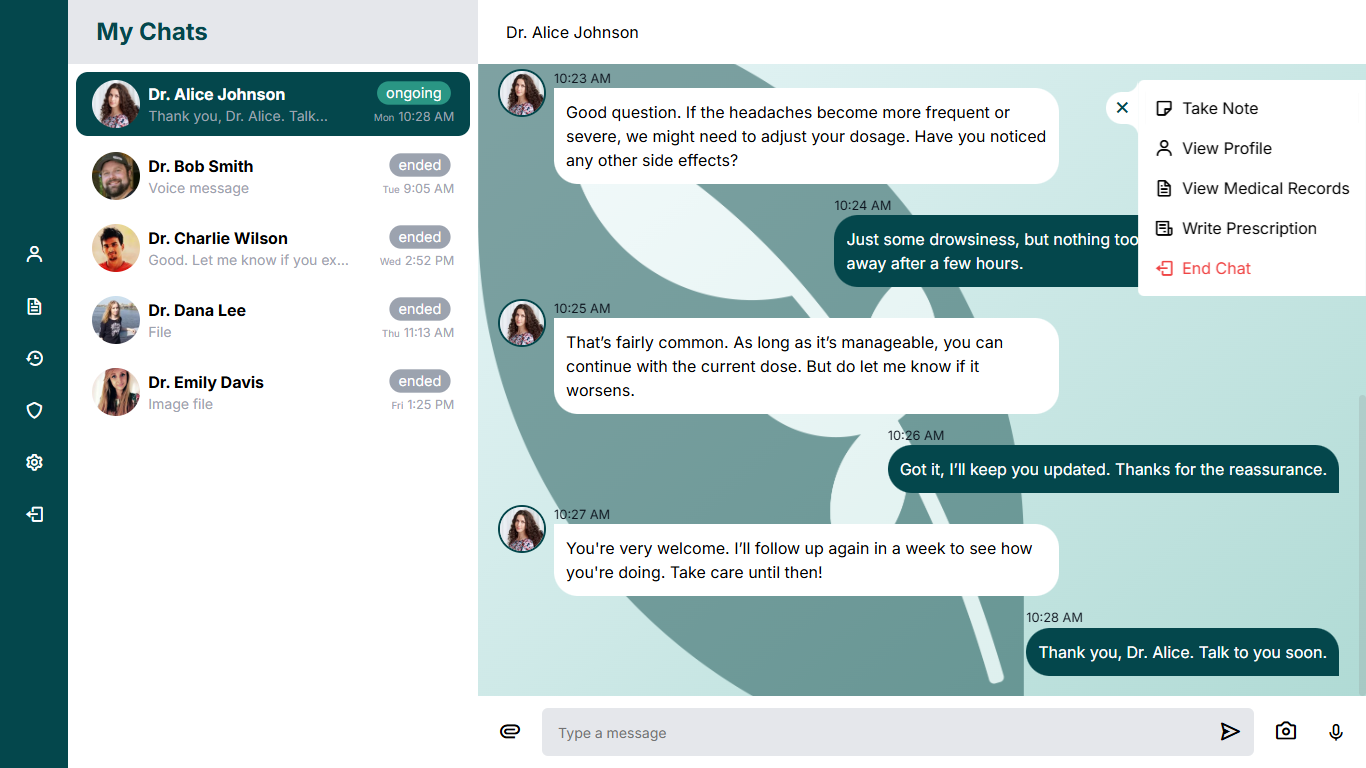 My Chats
Dr. Alice Johnson
ongoing
Thank you, Dr. Alice. Talk...
Mon 10:28 AM
Dr. Bob Smith
ended
Voice message
Tue 9:05 AM
Dr. Charlie Wilson
ended
Good. Let me know if you ex...
Wed 2:52 PM
Dr. Dana Lee
ended
File
Thu 11:13 AM
Dr. Emily Davis
ended
Image file
Fri 1:25 PM
Dr. Alice Johnson
10:23 AM
Good question. If the headaches become more frequent or
severe, we might need to adjust your dosage. Have you noticed
any other side effects?
10:24 AM
Just some drowsiness, but nothing too
away after a few hours.
10:25 AM
That’s fairly common. As long as it’s manageable, you can
continue with the current dose. But do let me know if it
worsens.
10:26 AM
Got it, I’ll keep you updated. Thanks for the reassurance.
10:27 AM
You're very welcome. I’ll follow up again in a week to see how
you're doing. Take care until then!
10:28 AM
Thank you, Dr. Alice. Talk to you soon.
Take Note
View Profile
View Medical Records
Write Prescription
End Chat
Type a message